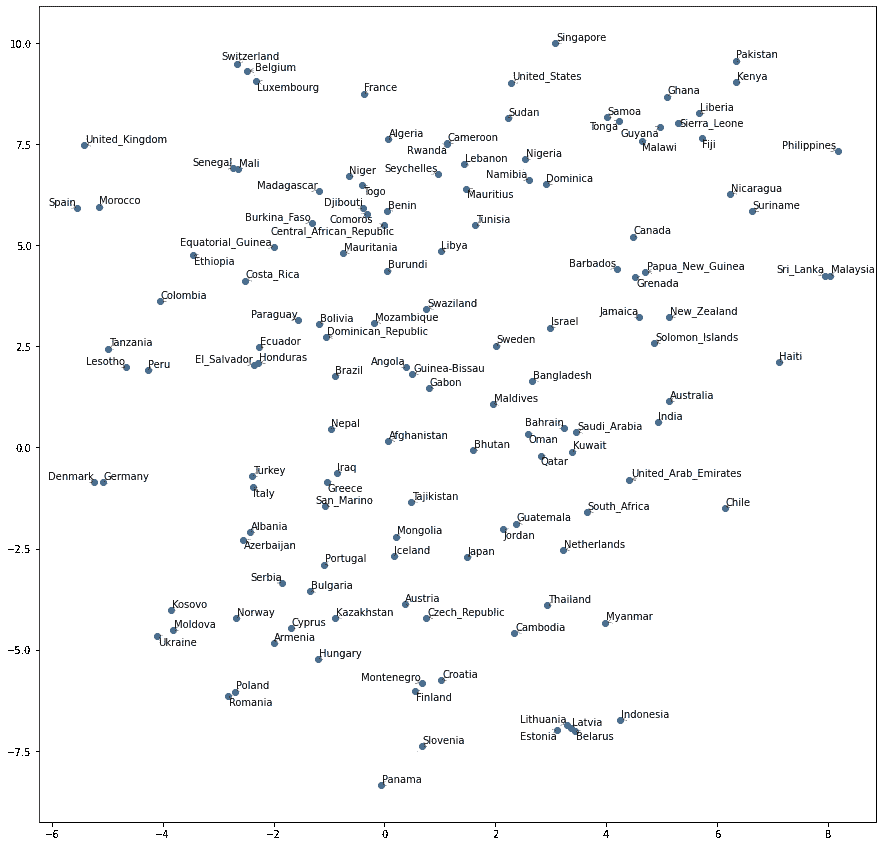 Singapore
10.0
Switzerland
Pakistan
Belgium
United_States
Kenya
Luxembourg
France
Ghana
Liberia
Sudan
Samoa
Tonga
Sierra_Leone
Guyana
Algeria
Cameroon
United_Kingdom
7.5
Rwanda
Malawi
Fiji
Philippines
Lebanon
Nigeria
Senegal
Mali
Seychelles
Niger
Namibia
Dominica
Madagascar
Togo
Mauritius
Nicaragua
Spain
Morocco
Djibouti
Benin
Suriname
Burkina_Faso
Comoros
Tunisia
Central_African_Republic
Canada
Equatorial_Guinea
5.0
Mauritania
Libya
Ethiopia
Burundi
Barbados
Papua_New_Guinea
Sri_Lanka
Malaysia
Costa_Rica
Grenada
Colombia
Swaziland
Paraguay
Bolivia
Mozambique
Israel
Jamaica
New_Zealand
Dominican_Republic
Tanzania
Ecuador
Sweden
Solomon_Islands
2.5
Lesotho
Peru
El_Salvador
Honduras
Angola
Guinea-Bissau
Haiti
Brazil
Gabon
Bangladesh
Maldives
Australia
Nepal
Afghanistan
Bahrain
Saudi_Arabia
India
0.0
Bhutan
Oman
Kuwait
Qatar
Denmark
Germany
Turkey
Iraq
United_Arab_Emirates
Italy
Greece
San_Marino
Tajikistan
South_Africa
Chile
Albania
Mongolia
Guatemala
Jordan
−2.5
Azerbaijan
Iceland
Japan
Netherlands
Portugal
Serbia
Bulgaria
Kosovo
Norway
Kazakhstan
Austria
Czech_Republic
Thailand
Moldova
Cyprus
Cambodia
Myanmar
Ukraine
Armenia
−5.0
Hungary
Montenegro
Croatia
Poland
Finland
Romania
Lithuania
Latvia
Indonesia
Estonia
Belarus
Slovenia
−7.5
Panama
−6
−4
−2
0
2
4
6
8